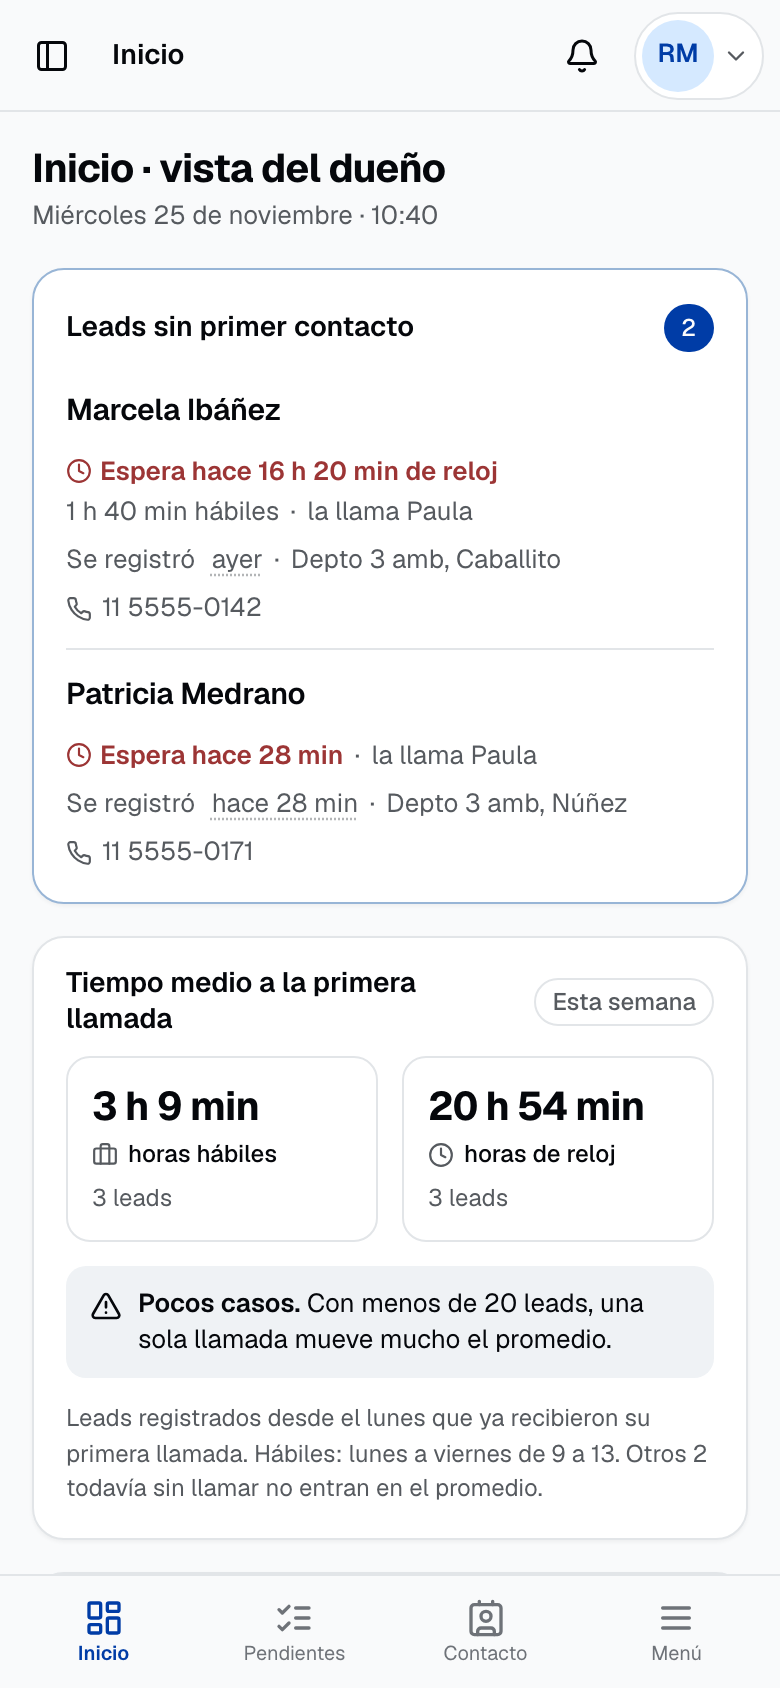 Inicio
RM
Inicio · vista del dueño
Miércoles 25 de noviembre · 10:40
Leads sin primer contacto
2
Marcela Ibáñez
Espera hace 16 h 20 min de reloj
1 h 40 min hábiles · la llama Paula
Se registró ayer · Depto 3 amb, Caballito
11 5555-0142
Patricia Medrano
Espera hace 28 min · la llama Paula
Se registró hace 28 min · Depto 3 amb, Núñez
11 5555-0171
Tiempo medio a la primera
llamada
Esta semana
3 h 9 min
horas hábiles
3 leads
20 h 54 min
horas de reloj
3 leads
Pocos casos. Con menos de 20 leads, una
sola llamada mueve mucho el promedio.
Leads registrados desde el lunes que ya recibieron su
primera llamada. Hábiles: lunes a viernes de 9 a 13. Otros 2
todavía sin llamar no entran en el promedio.
Inicio
Pendientes
Contacto
Menú